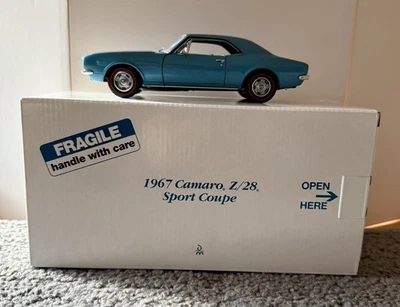 FRAGILE
handle with care
1967 Camaro, Z/28,
Sport Coupe
OPEN
HERE